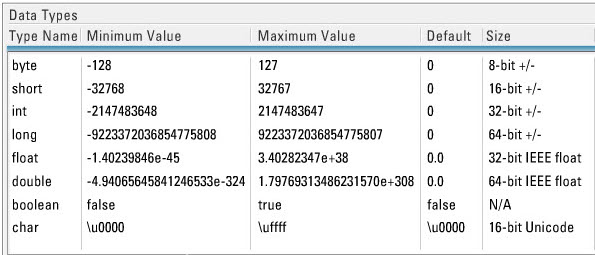 Data Types
Type Name Minimum Value Maximum Value Default Size
byte -128 127 0 8-bit +/-
short -32768 32767 0 16-bit +/-
int -2147483648 2147483647 0 32-bit +/-
long -9223372036854775808 9223372036854775807 0 64-bit +/-
float -1.40239846e-45 3.40282347e+38 0.0 32-bit IEEE float
double -4.94065645841246533e-324 1.79769313486231570e+308 0.0 64-bit IEEE float
boolean false true false N/A
char \u0000 \uffff \u0000 16-bit Unicode